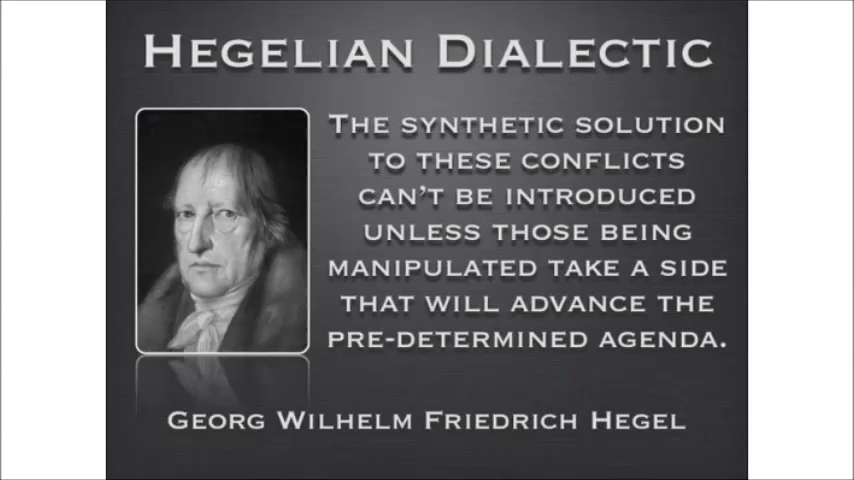 Hegelian Dialectic
The synthetic solution
to these conflicts
can't be introduced
unless those being
manipulated take a side
that will advance the
pre-determined agenda.
Georg Wilhelm Friedrich Hegel